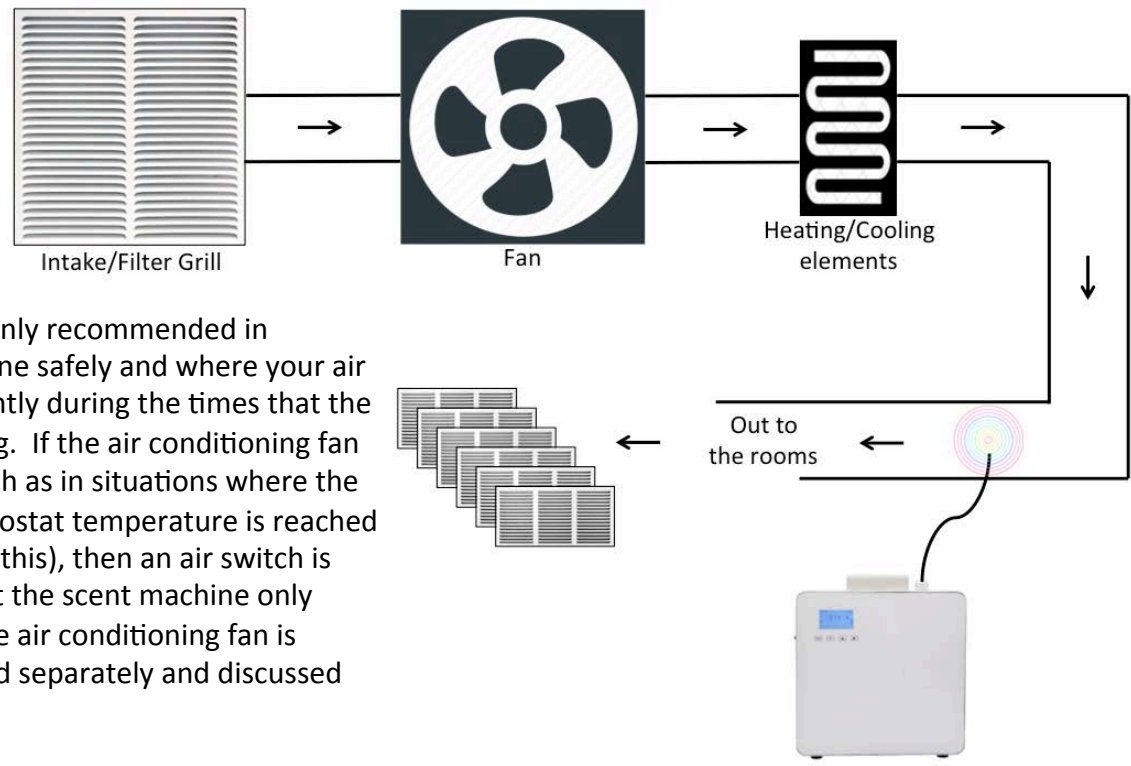 Intake/Filter Grill
Fan
Heating/Cooling
elements
nly recommended in
ne safely and where your air
ntly during the times that the
g.  If the air conditioning fan
h as in situations where the
ostat temperature is reached
this), then an air switch is
t the scent machine only
e air conditioning fan is
d separately and discussed
Out to
the rooms